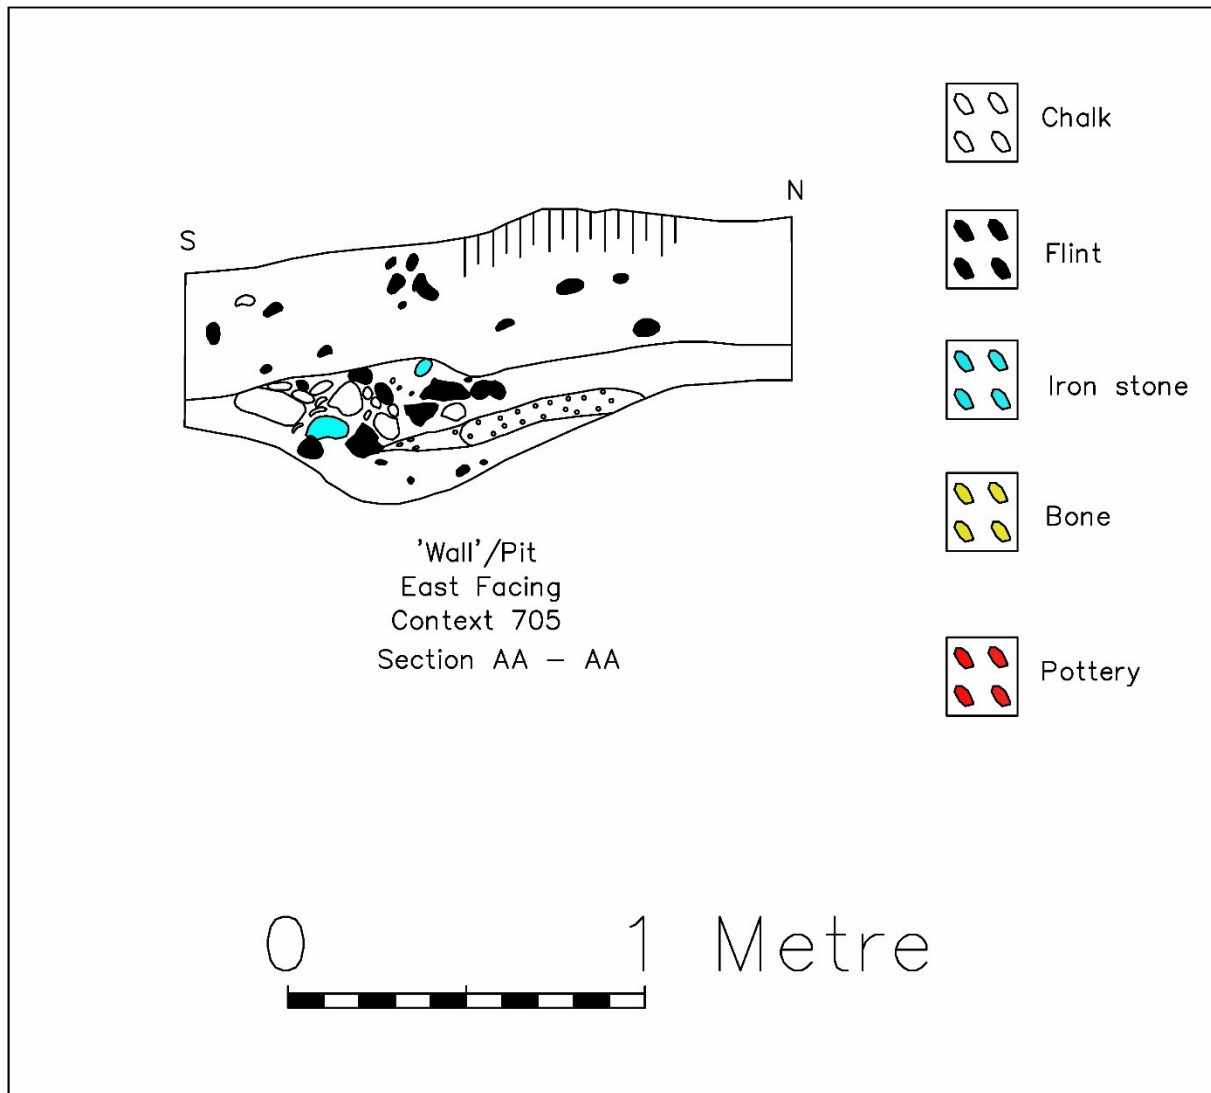 S
N
'Wall'/Pit
East Facing
Context 705
Section AA – AA
Chalk
Flint
Iron stone
Bone
Pottery
0 1 Metre